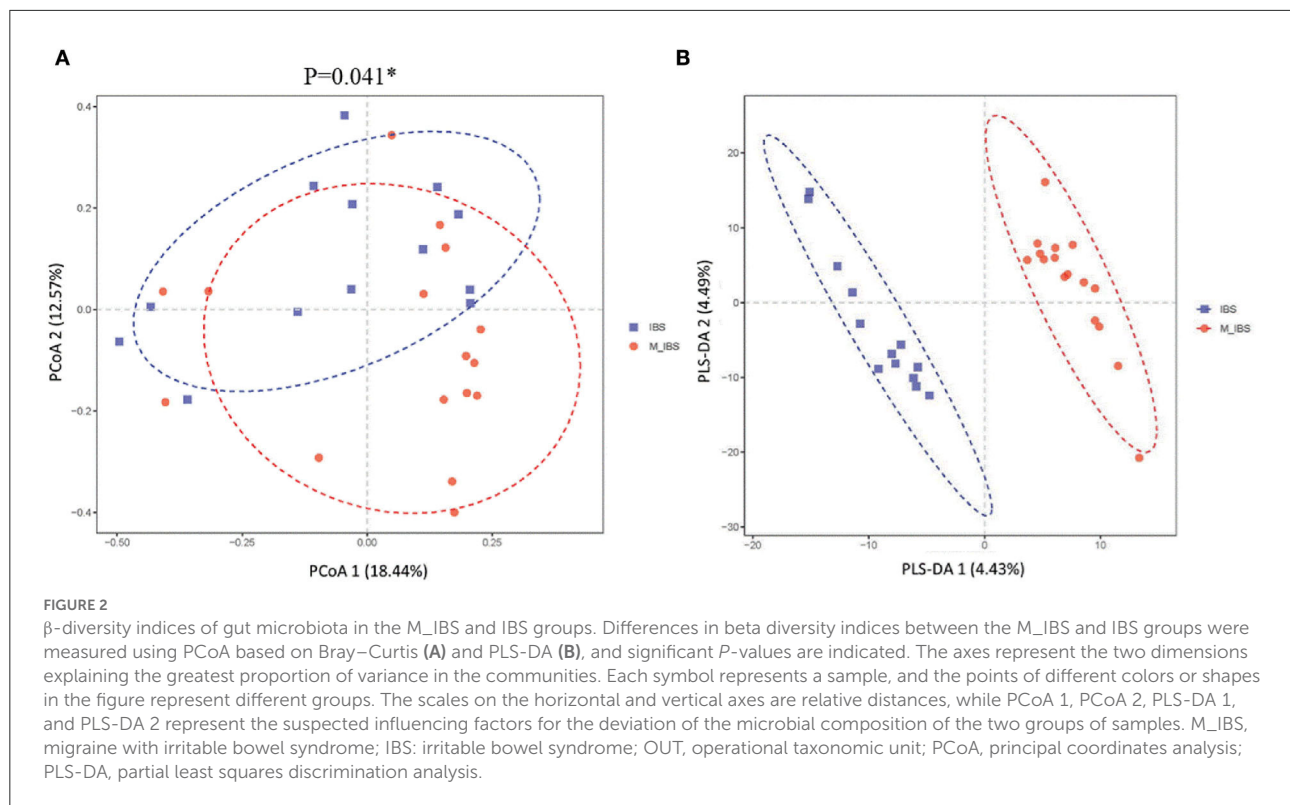 A
P=0.041*
0.4
0.2
0.0
−0.2
−0.4
PCoA 2 (12.57%)
−0.50
−0.25
0.00
0.25
PCoA 1 (18.44%)
IBS
M_IBS
B
20
10
0
−10
−20
−30
PLS-DA 2 (4.49%)
−20
−10
0
10
PLS-DA 1 (4.43%)
IBS
M_IBS
FIGURE 2
β-diversity indices of gut microbiota in the M_IBS and IBS groups. Differences in beta diversity indices between the M_IBS and IBS groups were
measured using PCoA based on Bray–Curtis (A) and PLS-DA (B), and significant P-values are indicated. The axes represent the two dimensions
explaining the greatest proportion of variance in the communities. Each symbol represents a sample, and the points of different colors or shapes
in the figure represent different groups. The scales on the horizontal and vertical axes are relative distances, while PCoA 1, PCoA 2, PLS-DA 1,
and PLS-DA 2 represent the suspected influencing factors for the deviation of the microbial composition of the two groups of samples. M_IBS,
migraine with irritable bowel syndrome; IBS: irritable bowel syndrome; OUT, operational taxonomic unit; PCoA, principal coordinates analysis;
PLS-DA, partial least squares discrimination analysis.